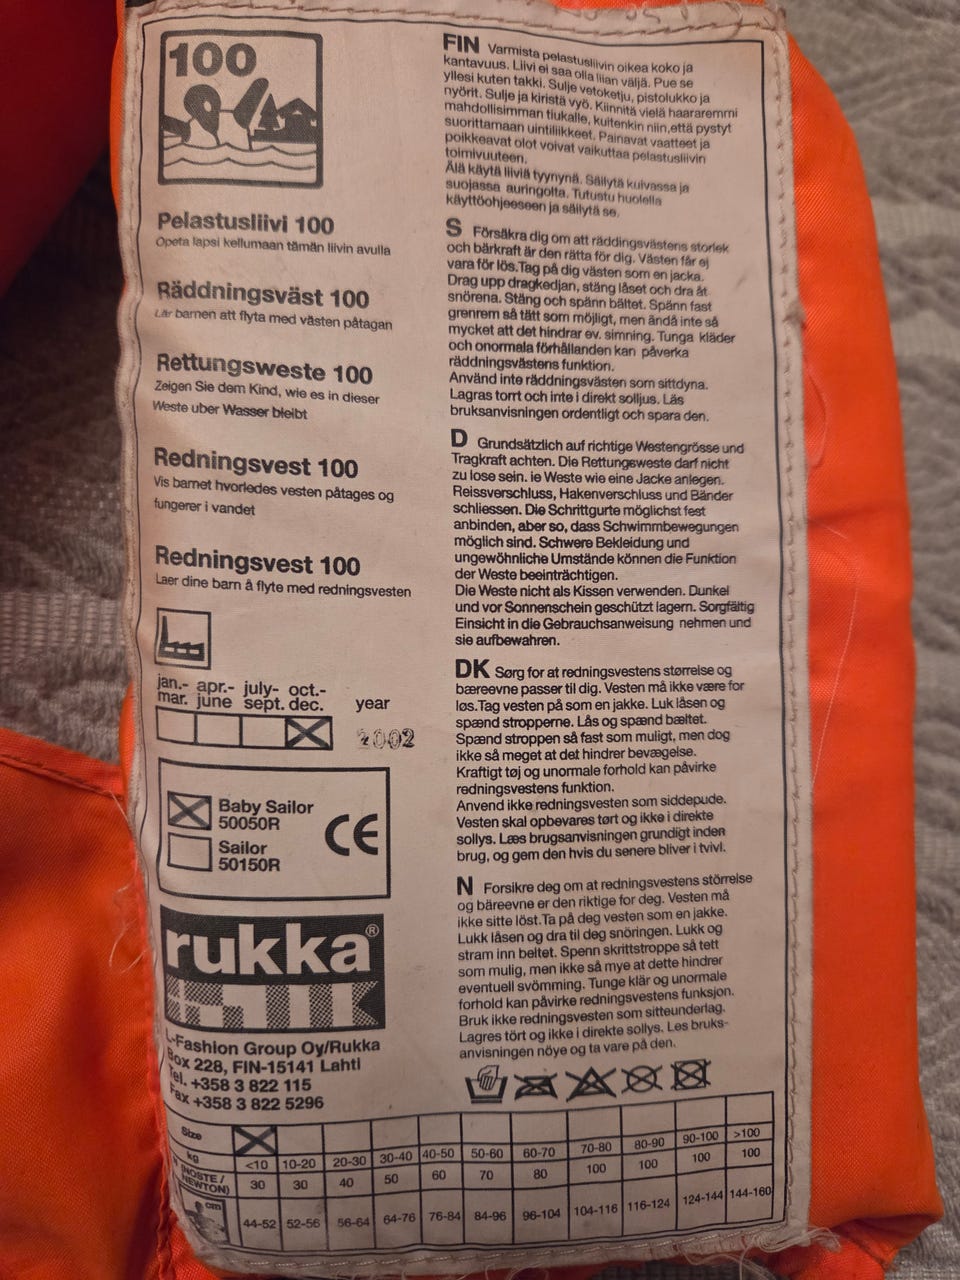 100
Pelastusliivi 100
Opeta lapsi kellumaan tämän liivin avulla
Räddningsväst 100
Lär barnen att flyta med västen påtagan
Rettungsweste 100
Zeigen Sie dem Kind, wie es in dieser
Weste uber Wasser bleibt
Redningsvest 100
Vis barnet hvorledes vesten påtages og
fungerer i vandet
Redningsvest 100
Laer dine barn å flyte med redningsvesten
jan.- apr.- july- oct.-
mar. june sept. dec. year
2002
Baby Sailor
50050R
Sailor
50150R
CE
rukka®
L-Fashion Group Oy/Rukka
Box 228, FIN-15141 Lahti
Tel. +358 3 822 115
Fax +358 3 822 5296
FIN Varmista pelastusliivin oikea koko ja
kantavuus. Liivi ei saa olla liian väljä. Pue se
yllesi kuten takki. Sulje vetoketju, pistolukko ja
nyörit. Sulje ja kiristä vyö. Kiinnitä vielä haararemmi
mahdollisimman tiukalle, kuitenkin niin,että pystyt
suorittamaan uintiliikkeet. Painavat vaatteet ja
poikkeavat olot voivat vaikuttaa pelastusliivin
toimivuuteen.
Älä käytä liiviä tyynynä. Säilytä kuivassa ja
suojassa auringolta. Tutustu huolella
käyttöohjeeseen ja säilytä se.
S Försäkra dig om att räddingsvästens storlek
och bärkraft är den rätta för dig. Västen får ej
vara för lös.Tag på dig västen som en jacka.
Drag upp dragkedjan, stäng låset och dra åt
snörena. Stäng och spänn bältet. Spänn fast
grenrem så tätt som möjligt, men ändå inte så
mycket att det hindrar ev. simning. Tunga kläder
och onormala förhållanden kan påverka
räddningsvästens funktion.
Använd inte räddningsvästen som sittdyna.
Lagras torrt och inte i direkt solljus. Läs
bruksanvisningen ordentligt och spara den.
D Grundsätzlich auf richtige Westengrösse und
Tragkraft achten. Die Rettungsweste darf nicht
zu lose sein. ie Weste wie eine Jacke anlegen.
Reissverschluss, Hakenverschluss und Bänder
schliessen. Die Schrittgurte möglichst fest
anbinden, aber so, dass Schwimmbewegungen
möglich sind. Schwere Bekleidung und
ungewöhnliche Umstände können die Funktion
der Weste beeinträchtigen.
Die Weste nicht als Kissen verwenden. Dunkel
und vor Sonnenschein geschützt lagern. Sorgfältig
Einsicht in die Gebrauchsanweisung nehmen und
sie aufbewahren.
DK Sørg for at redningsvestens størrelse og
bæreevne passer til dig. Vesten må ikke være for
løs.Tag vesten på som en jakke. Luk låsen og
spænd stropperne. Lås og spænd bæltet.
Spænd stroppen så fast som muligt, men dog
ikke så meget at det hindrer bevægelse.
Kraftigt tøj og unormale forhold kan påvirke
redningsvestens funktion.
Anvend ikke redningsvesten som siddepude.
Vesten skal opbevares tørt og ikke i direkte
sollys. Læs brugsanvisningen grundigt inden
brug, og gem den hvis du senere bliver i tvivl.
N Forsikre deg om at redningsvestens störrelse
og bäreevne er den riktige for deg. Vesten må
ikke sitte löst.Ta på deg vesten som en jakke.
Lukk låsen og dra til deg snöringen. Lukk og
stram inn beltet. Spenn skrittstroppe så tett
som mulig, men ikke så mye at dette hindrer
eventuell svömming. Tunge klär og unormale
forhold kan påvirke redningsvestens funksjon.
Bruk ikke redningsvesten som sitteunderlag.
Lagres tört og ikke i direkte sollys. Les bruks-
anvisningen nöye og ta vare på den.
Size
kg <10 10-20 20-30 30-40 40-50 50-60 60-70 70-80 80-90 90-100 >100
(NOSTE / NEWTON) 30 30 40 50 60 70 80 100 100 100 100
cm 44-52 52-56 56-64 64-76 76-84 84-96 96-104 104-116 116-124 124-144 144-160